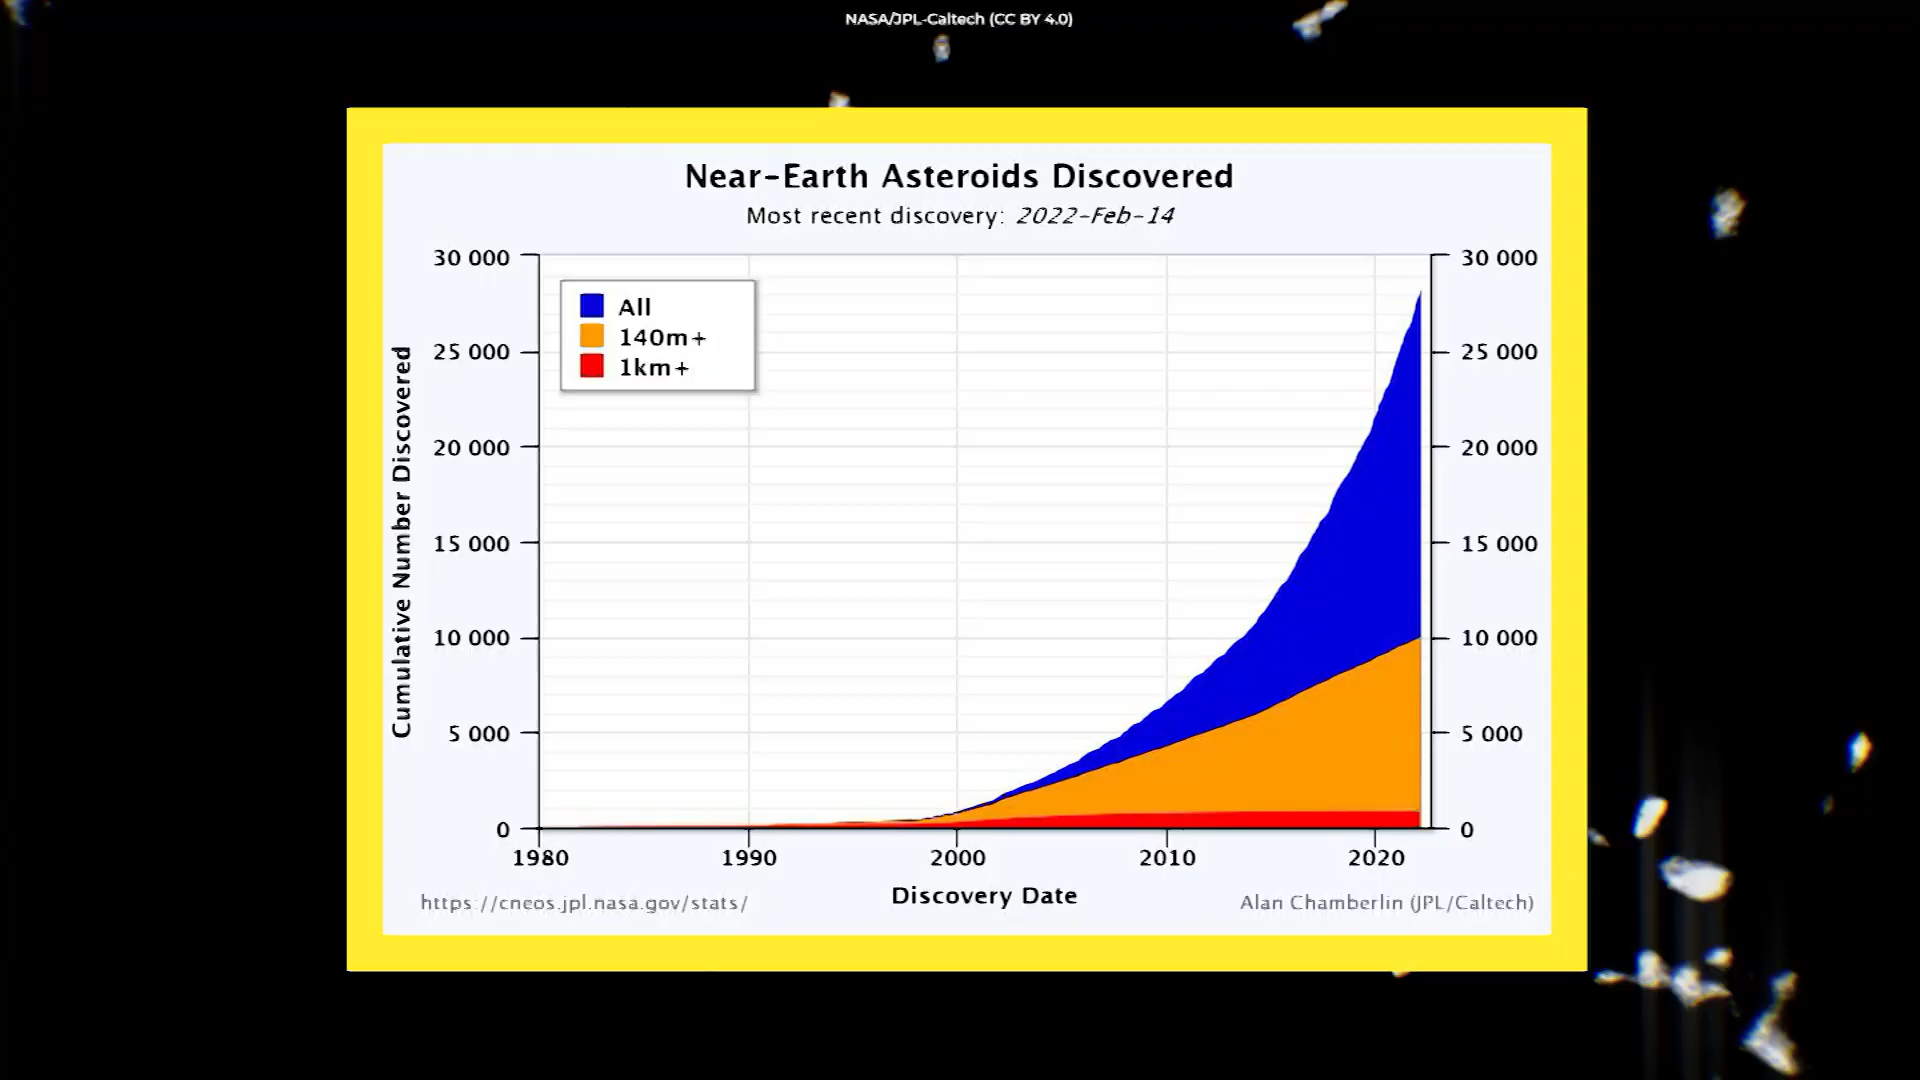 NASA/JPL-Caltech (CC BY 4.0)
Near-Earth Asteroids Discovered
Most recent discovery: 2022-Feb-14
30 000
25 000
20 000
15 000
10 000
5 000
0
Cumulative Number Discovered
All
140m+
1km+
30 000
25 000
20 000
15 000
10 000
5 000
0
1980 1990 2000 2010 2020
Discovery Date
https://cneos.jpl.nasa.gov/stats/
Alan Chamberlin (JPL/Caltech)